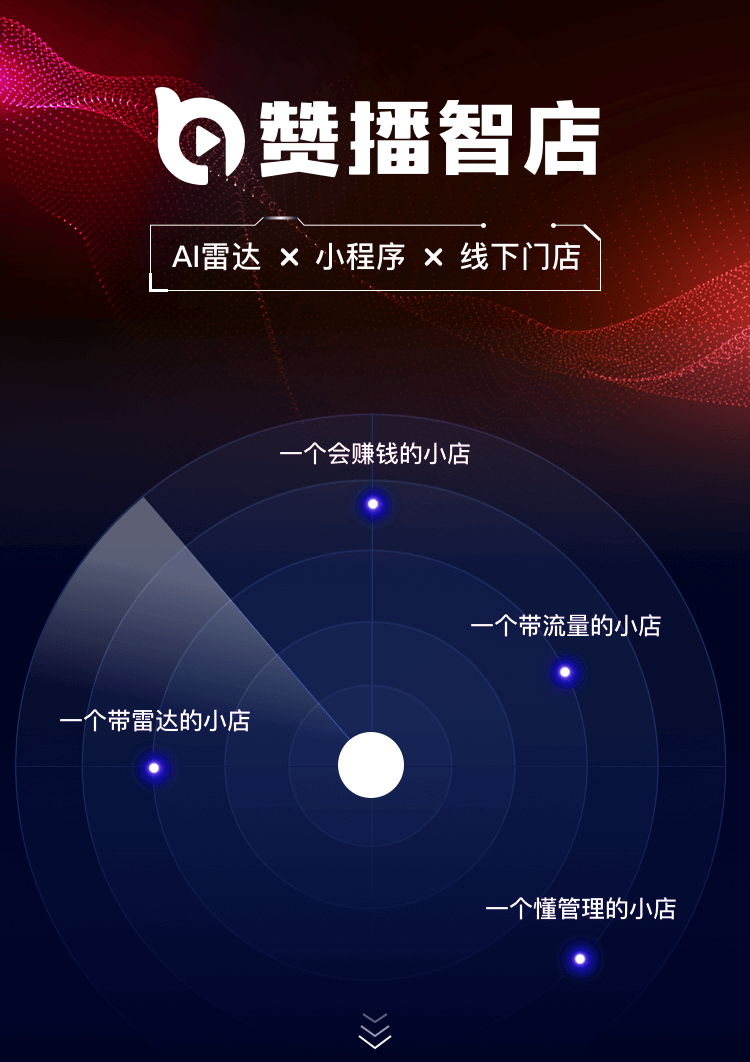 赞播智店
AI雷达 × 小程序 × 线下门店
一个会赚钱的小店
一个带流量的小店
一个带雷达的小店
一个懂管理的小店